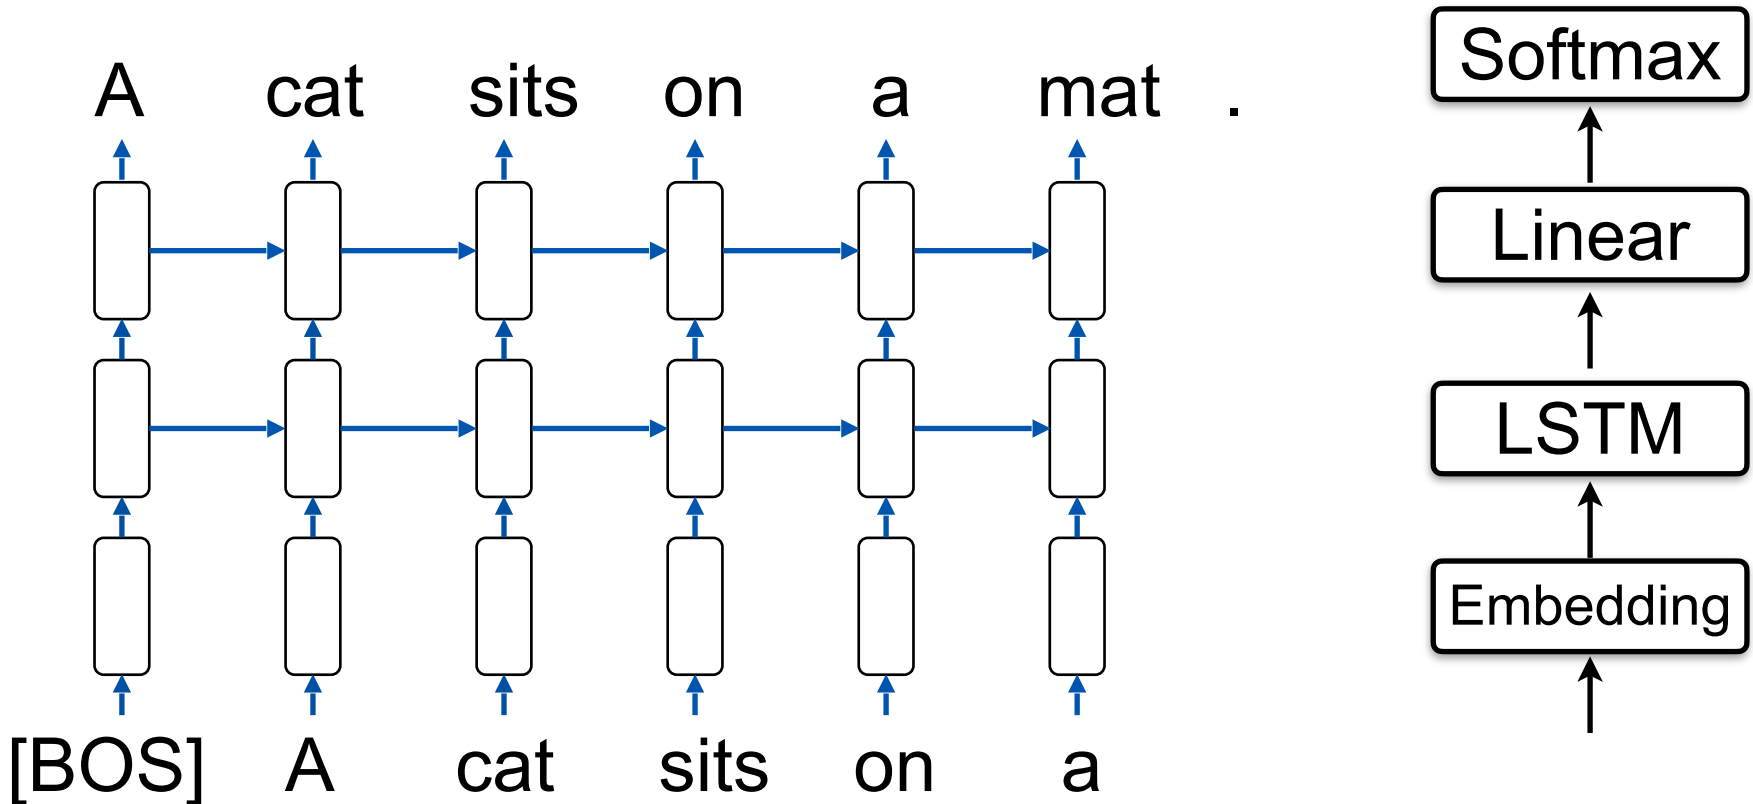 A cat sits on a mat .
[BOS] A cat sits on a
Softmax
Linear
LSTM
Embedding